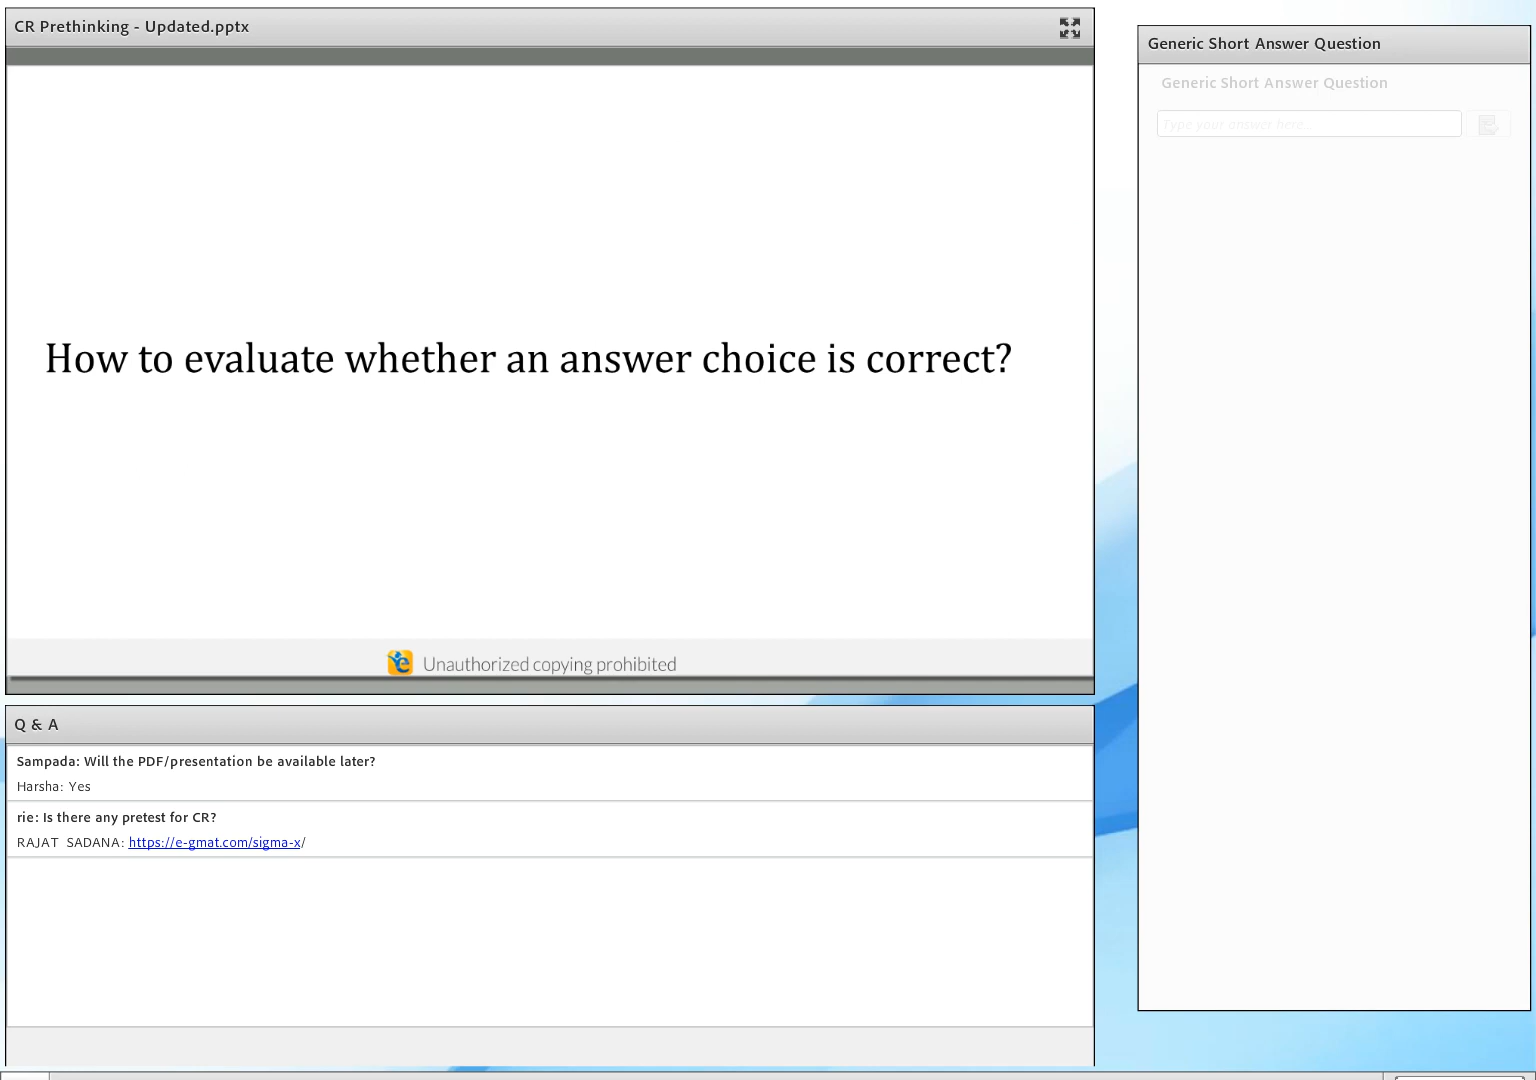 CR Prethinking - Updated.pptx
How to evaluate whether an answer choice is correct?
Unauthorized copying prohibited
Q & A
Sampada: Will the PDF/presentation be available later?
Harsha: Yes
rie: Is there any pretest for CR?
RAJAT SADANA: https://e-gmat.com/sigma-x/
Generic Short Answer Question
Generic Short Answer Question
Type your answer here...